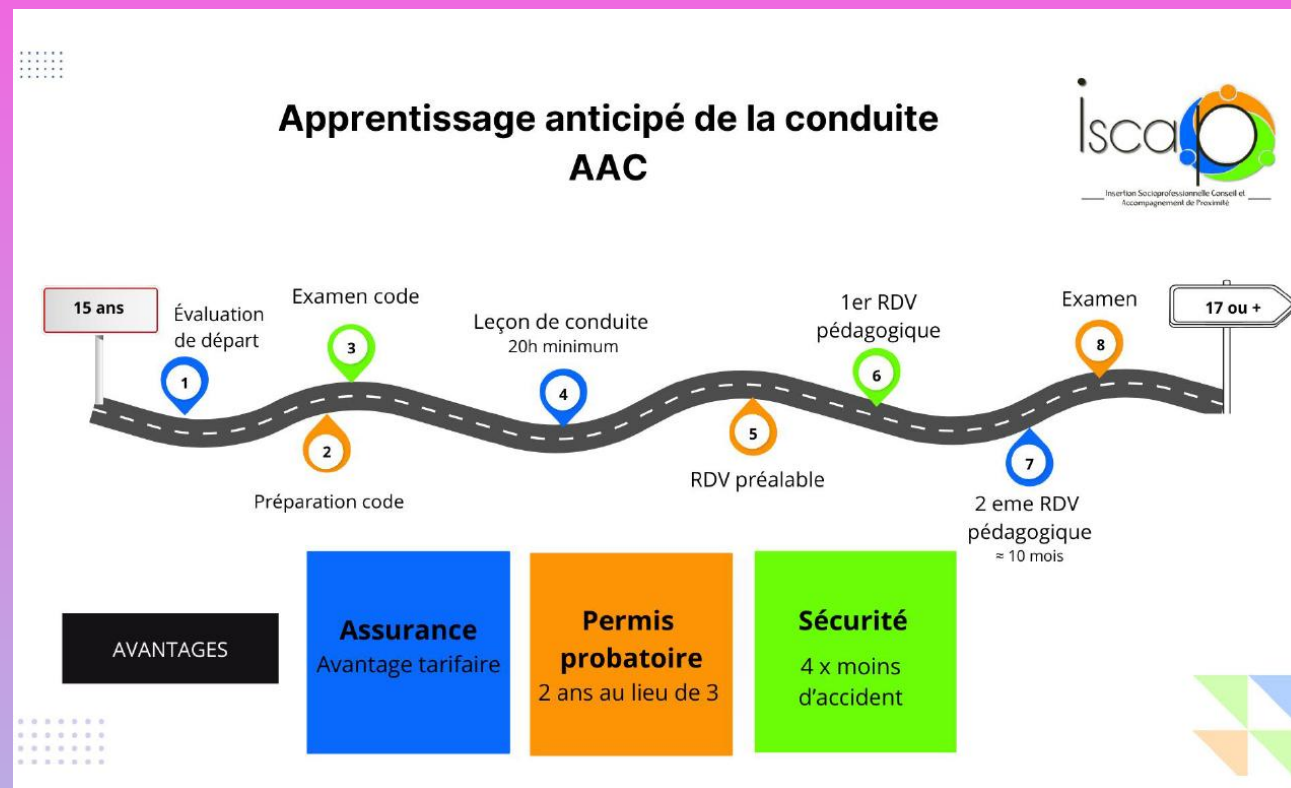 Apprentissage anticipé de la conduite
AAC
iscap
Insertion Socioprofessionnelle Conseil et
Accompagnement de Proximité
15 ans
Évaluation
de départ
1
2
Préparation code
Examen code
3
Leçon de conduite
20h minimum
4
5
RDV préalable
1er RDV
pédagogique
6
7
2 eme RDV
pédagogique
≈ 10 mois
Examen
8
17 ou +
AVANTAGES
Assurance
Avantage tarifaire
Permis
probatoire
2 ans au lieu de 3
Sécurité
4 x moins
d'accident